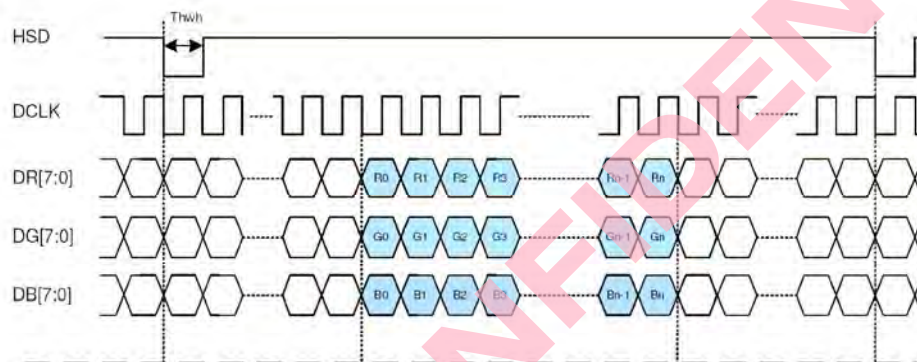 Thwh
HSD
DCLK
DR[7:0] R0 R1 R2 R3 Rn-1 Rn
DG[7:0] G0 G1 G2 G3 Gn-1 Gn
DB[7:0] B0 B1 B2 B3 Bn-1 Bn
NFIDEN